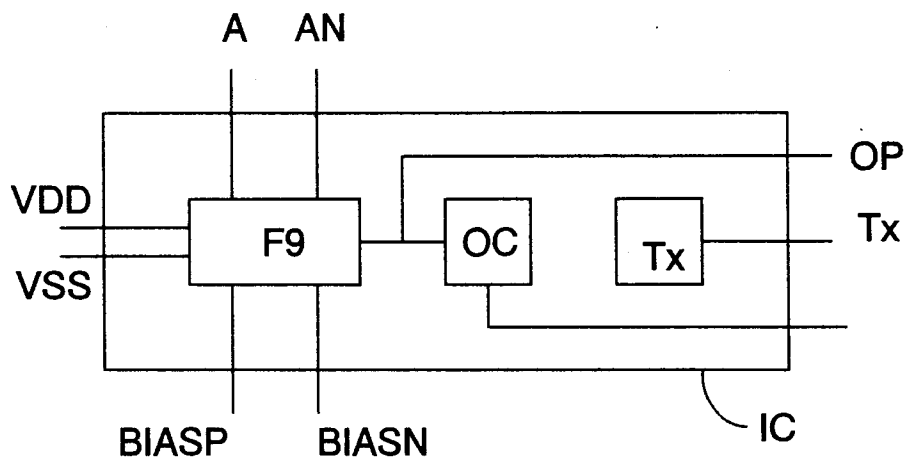 A AN
OP
VDD
F9 OC Tx Tx
VSS
BIASP BIASN IC